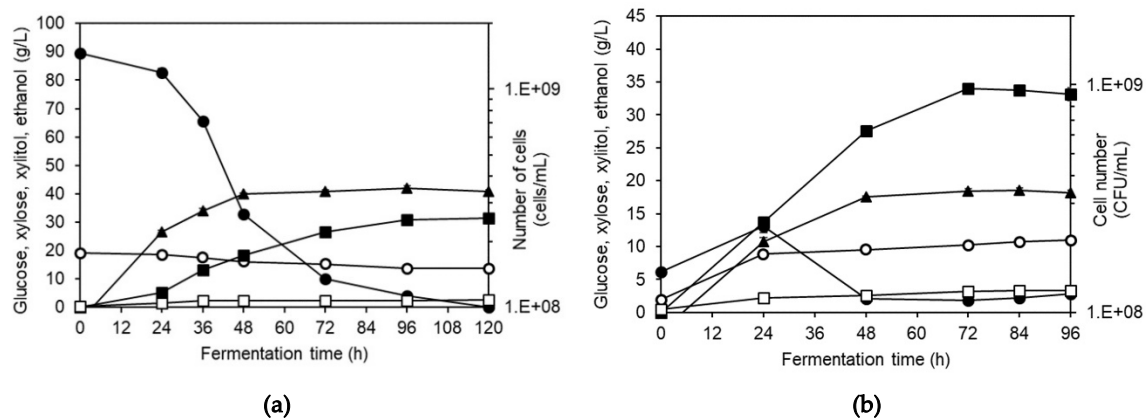 100
90
80
70
60
50
40
30
20
10
0
Glucose, xylose, xylitol, ethanol (g/L)
0 12 24 36 48 60 72 84 96 108 120
Fermentation time (h)
1.E+09
1.E+08
Number of cells
(cells/mL)
(a)
45
40
35
30
25
20
15
10
5
0
Glucose, xylose, xylitol, ethanol (g/L)
0 12 24 36 48 60 72 84 96
Fermentation time (h)
1.E+09
1.E+08
Cell number
(CFU/mL)
(b)